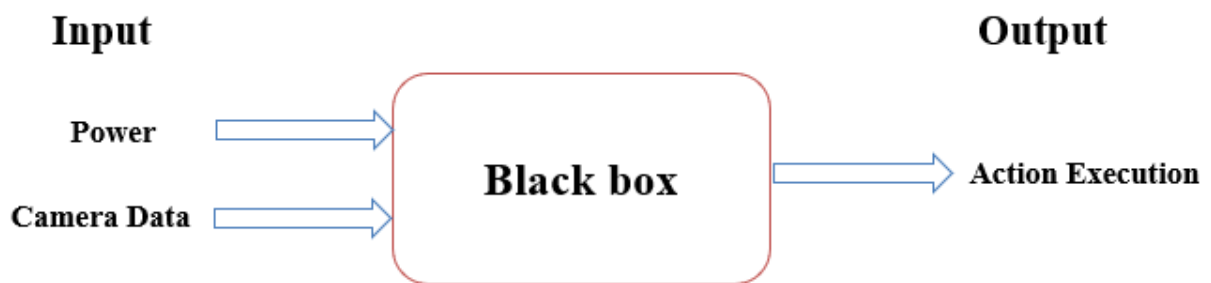 Input
Output
Power
Black box
Action Execution
Camera Data